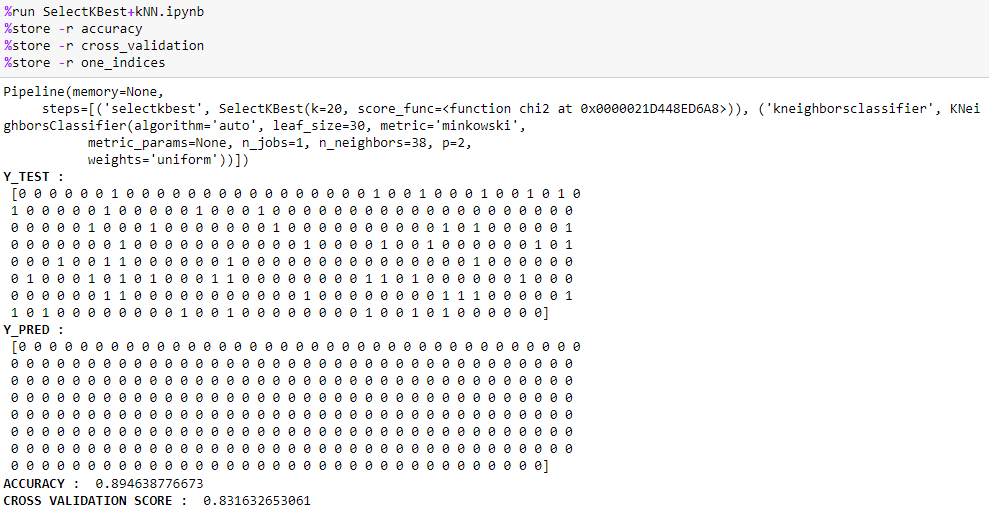 %run SelectKBest+kNN.ipynb
%store -r accuracy
%store -r cross_validation
%store -r one_indices
Pipeline(memory=None,
steps=[('selectkbest', SelectKBest(k=20, score_func=<function chi2 at 0x0000021D448ED6A8>)), ('kneighborsclassifier', KNei
ghborsClassifier(algorithm='auto', leaf_size=30, metric='minkowski',
metric_params=None, n_jobs=1, n_neighbors=38, p=2,
weights='uniform'))])
Y_TEST :
[0 0 0 0 0 0 1 0 0 0 0 0 0 0 0 0 0 0 0 0 0 0 0 1 0 0 1 0 0 0 1 0 0 1 0 1 0
1 0 0 0 0 0 1 0 0 0 0 0 1 0 0 0 1 0 0 0 0 0 0 0 0 0 0 0 0 0 0 0 0 0 0 0 0
0 0 0 0 0 1 0 0 0 1 0 0 0 0 0 0 0 1 0 0 0 0 0 0 0 0 0 0 1 0 1 0 0 0 0 0 1
0 0 0 0 0 0 0 1 0 0 0 0 0 0 0 0 0 0 0 1 0 0 0 0 1 0 0 1 0 0 0 0 0 0 1 0 1
0 0 0 1 0 0 1 1 0 0 0 0 0 0 1 0 0 0 0 0 0 0 0 0 0 0 0 0 0 0 1 0 0 0 0 0 0
0 1 0 0 0 1 0 1 0 1 0 0 0 1 1 0 0 0 0 0 0 0 0 1 1 0 1 0 0 0 0 0 0 1 0 0 0
0 0 0 0 0 0 1 1 0 0 0 0 0 0 0 0 0 0 0 1 0 0 0 0 0 0 0 0 1 1 1 0 0 0 0 0 1
1 0 1 0 0 0 0 0 0 0 0 1 0 0 1 0 0 0 0 0 0 0 0 1 0 0 1 0 1 0 0 0 0 0 0]
Y_PRED :
[0 0 0 0 0 0 0 0 0 0 0 0 0 0 0 0 0 0 0 0 0 0 0 0 0 0 0 0 0 0 0 0 0 0 0 0 0
0 0 0 0 0 0 0 0 0 0 0 0 0 0 0 0 0 0 0 0 0 0 0 0 0 0 0 0 0 0 0 0 0 0 0 0 0
0 0 0 0 0 0 0 0 0 0 0 0 0 0 0 0 0 0 0 0 0 0 0 0 0 0 0 0 0 0 0 0 0 0 0 0 0
0 0 0 0 0 0 0 0 0 0 0 0 0 0 0 0 0 0 0 0 0 0 0 0 0 0 0 0 0 0 0 0 0 0 0 0 0
0 0 0 0 0 0 0 0 0 0 0 0 0 0 0 0 0 0 0 0 0 0 0 0 0 0 0 0 0 0 0 0 0 0 0 0 0
0 0 0 0 0 0 0 0 0 0 0 0 0 0 0 0 0 0 0 0 0 0 0 0 0 0 0 0 0 0 0 0 0 0 0 0 0
0 0 0 0 0 0 0 0 0 0 0 0 0 0 0 0 0 0 0 0 0 0 0 0 0 0 0 0 0 0 0 0 0 0 0 0 0
0 0 0 0 0 0 0 0 0 0 0 0 0 0 0 0 0 0 0 0 0 0 0 0 0 0 0 0 0 0 0 0 0 0 0]
ACCURACY : 0.894638776673
CROSS VALIDATION SCORE : 0.831632653061